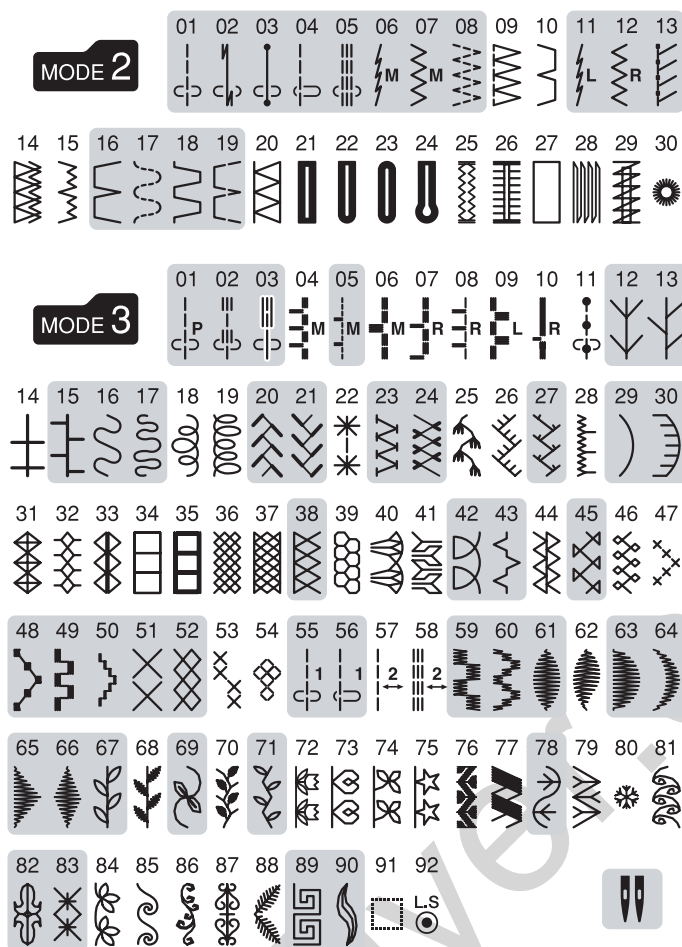 01 02 03 04 05 06 07 08 09 10 11 12 13
MODE 2 M M L R
14 15 16 17 18 19 20 21 22 23 24 25 26 27 28 29 30
01 02 03 04 05 06 07 08 09 10 11 12 13
MODE 3 P M M M R R L R
14 15 16 17 18 19 20 21 22 23 24 25 26 27 28 29 30
31 32 33 34 35 36 37 38 39 40 41 42 43 44 45 46 47
48 49 50 51 52 53 54 55 56 57 58 59 60 61 62 63 64
1 1 2 2
65 66 67 68 69 70 71 72 73 74 75 76 77 78 79 80 81
82 83 84 85 86 87 88 89 90 91 92
L.S